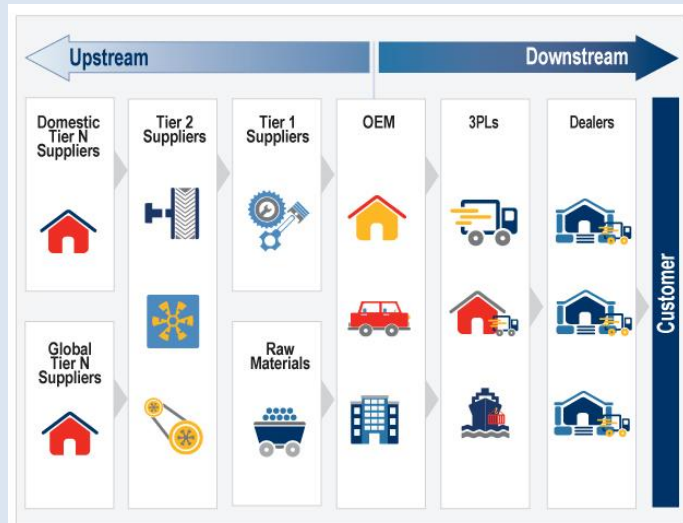 Upstream
Downstream
Domestic
Tier N
Suppliers
Tier 2
Suppliers
Tier 1
Suppliers
OEM
3PLs
Dealers
Global
Tier N
Suppliers
Raw
Materials
Customer